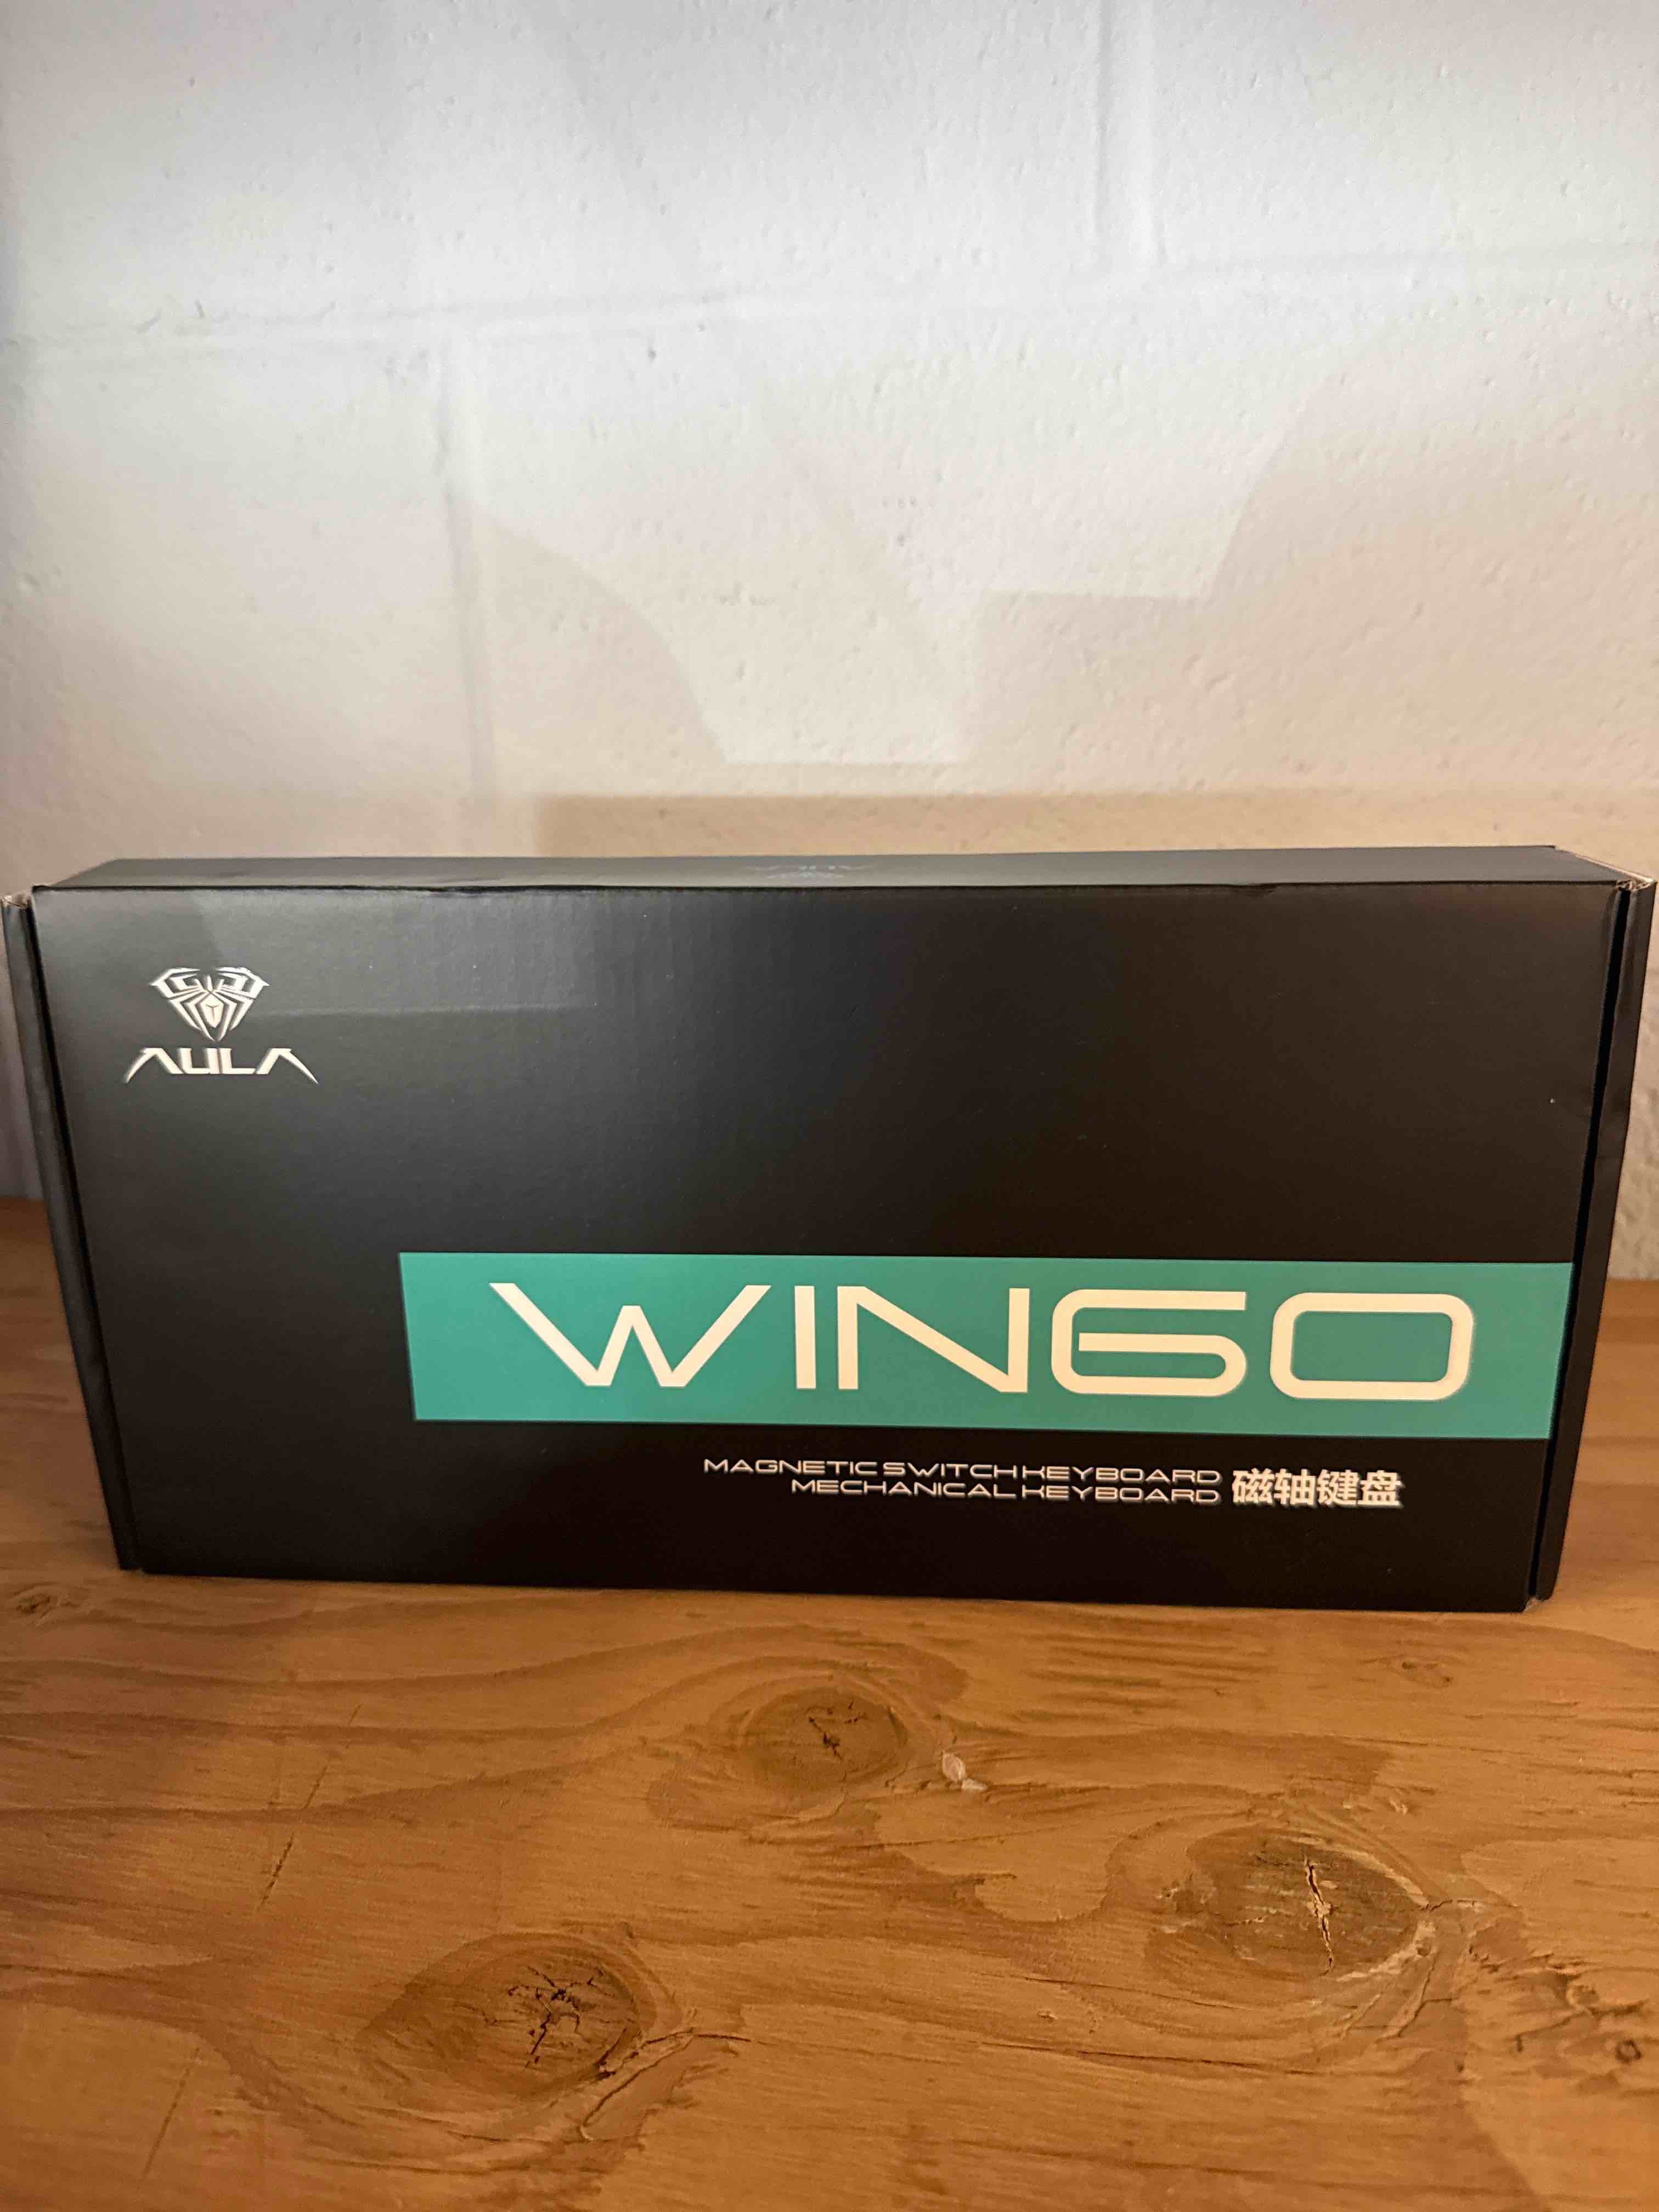 AULA
WIN60
MAGNETIC SWITCH KEYBOARD
MECHANICAL KEYBOARD 磁轴键盘